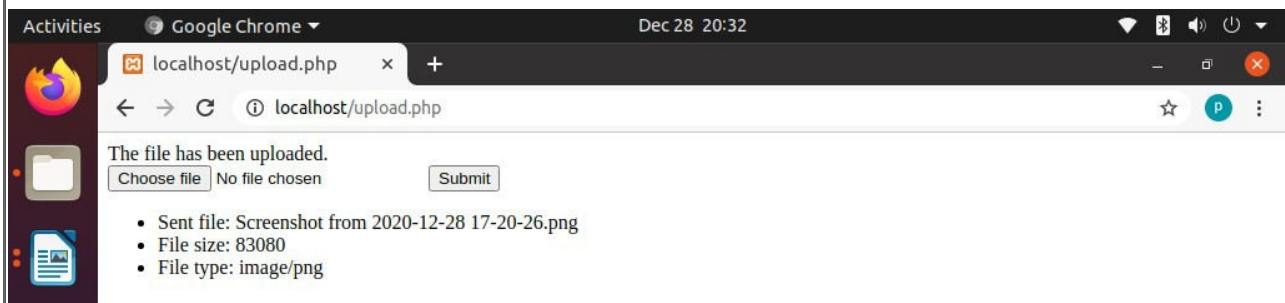 Activities Google Chrome Dec 28 20:32
localhost/upload.php
localhost/upload.php P
The file has been uploaded.
Choose file No file chosen Submit
• Sent file: Screenshot from 2020-12-28 17-20-26.png
• File size: 83080
• File type: image/png